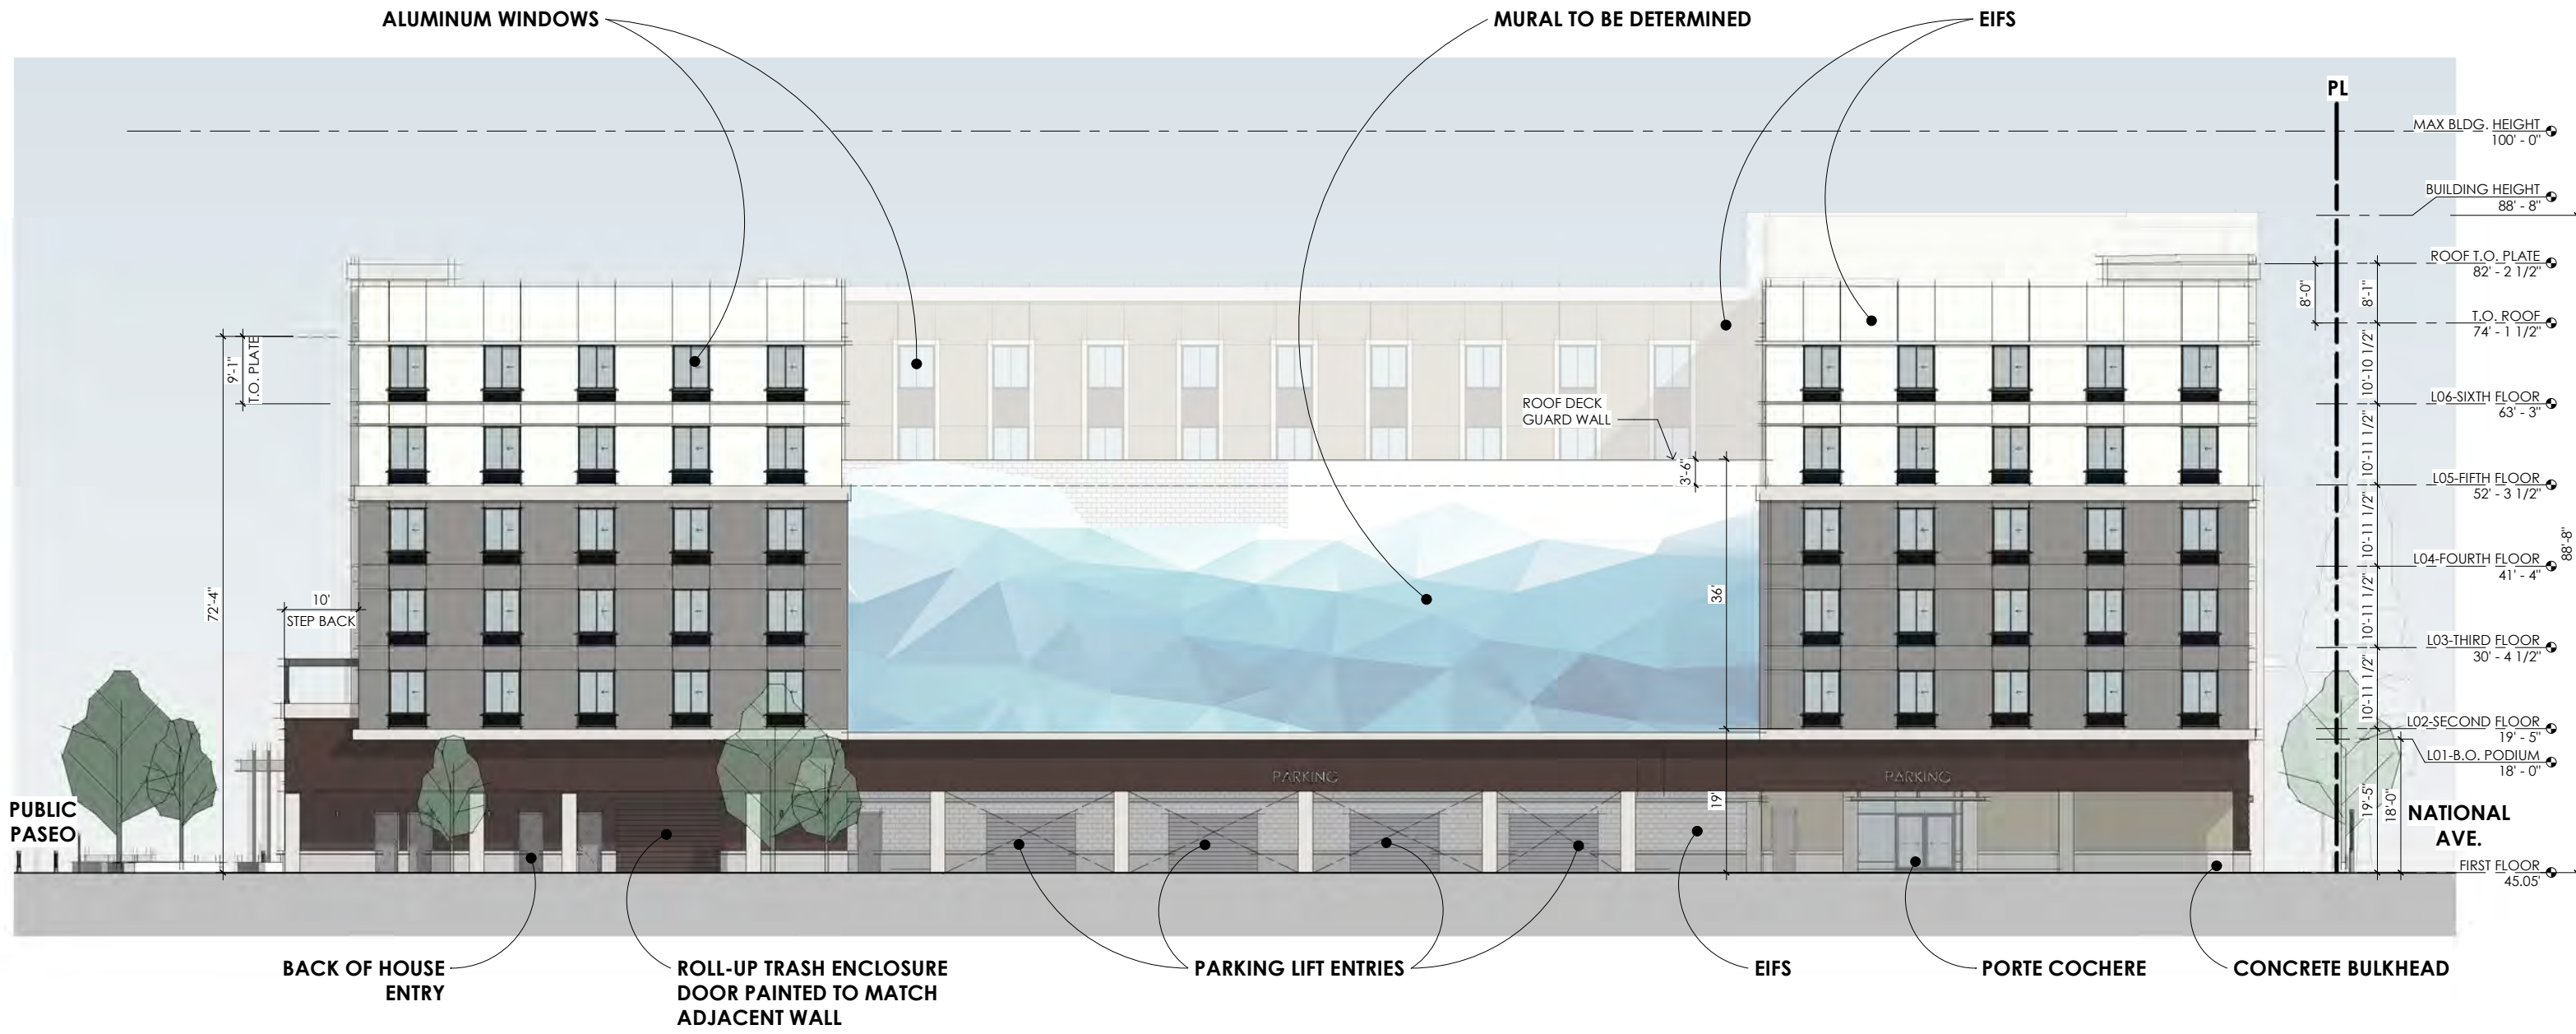 ALUMINUM WINDOWS
MURAL TO BE DETERMINED
EIFS
PL
MAX BLDG. HEIGHT
100' - 0"
BUILDING HEIGHT
88' - 8"
ROOF T.O. PLATE
82' - 2 1/2"
8'-0"
8'-1"
T.O. ROOF
74' - 1 1/2"
9'-1"
T.O. PLATE
10'-10 1/2"
ROOF DECK
GUARD WALL
L06-SIXTH FLOOR
63' - 3"
3'-6"
10'-11 1/2"
L05-FIFTH FLOOR
52' - 3 1/2"
10'-11 1/2"
L04-FOURTH FLOOR
41' - 4"
88'-8"
72'-4"
10'
STEP BACK
36'
10'-11 1/2"
L03-THIRD FLOOR
30' - 4 1/2"
10'-11 1/2"
L02-SECOND FLOOR
19' - 5"
L01-B.O. PODIUM
18' - 0"
PARKING
PARKING
19'
19'-5"
18'-0"
PUBLIC
PASEO
NATIONAL
AVE.
FIRST FLOOR
45.05'
BACK OF HOUSE
ENTRY
ROLL-UP TRASH ENCLOSURE
DOOR PAINTED TO MATCH
ADJACENT WALL
PARKING LIFT ENTRIES
EIFS
PORTE COCHERE
CONCRETE BULKHEAD